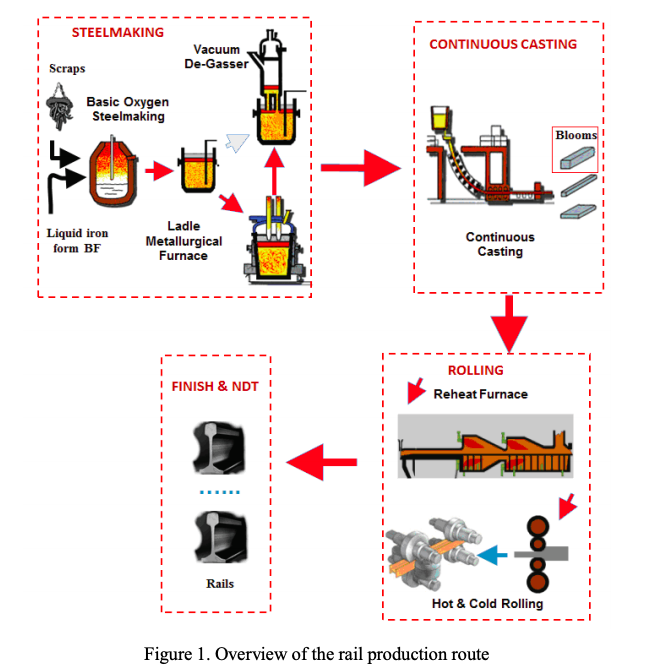 STEELMAKING
Scraps
Vacuum
De-Gasser
Basic Oxygen
Steelmaking
Liquid iron
form BF
Ladle
Metallurgical
Furnace
CONTINUOUS CASTING
Blooms
Continuous
Casting
ROLLING
Reheat Furnace
Hot & Cold Rolling
FINISH & NDT
Rails
Figure 1. Overview of the rail production route